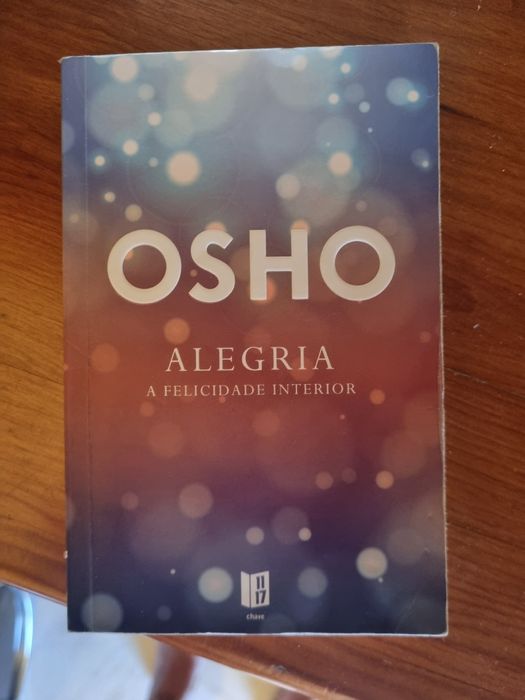 OSHO
ALEGRIA
A FELICIDADE INTERIOR
11
17
chave